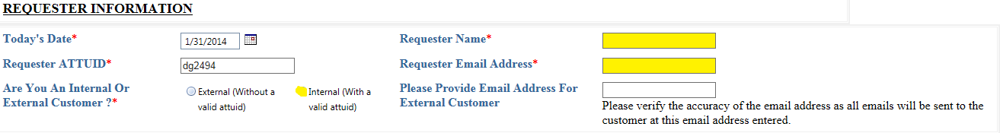 REQUESTER INFORMATION
Today's Date*
1/31/2014
Requester Name*
Requester ATTUID*
dg2494
Requester Email Address*
Are You An Internal Or
External Customer ?*
External (Without a
valid attuid)
Internal (With a
valid attuid)
Please Provide Email Address For
External Customer
Please verify the accuracy of the email address as all emails will be sent to the
customer at this email address entered.